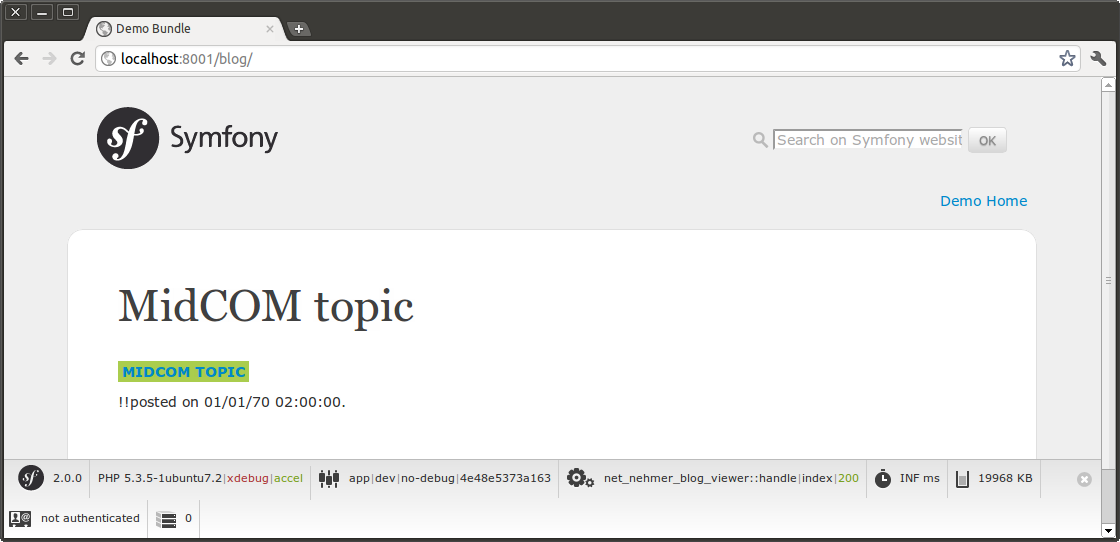 Demo Bundle
localhost:8001/blog/
sf Symfony
Search on Symfony websit OK
Demo Home
MidCOM topic
MIDCOM TOPIC
!!posted on 01/01/70 02:00:00.
sf 2.0.0 PHP 5.3.5-1ubuntu7.2|xdebug|accel app|dev|no-debug|4e48e5373a163 net_nehmer_blog_viewer::handle|index|200 INF ms 19968 KB
not authenticated 0